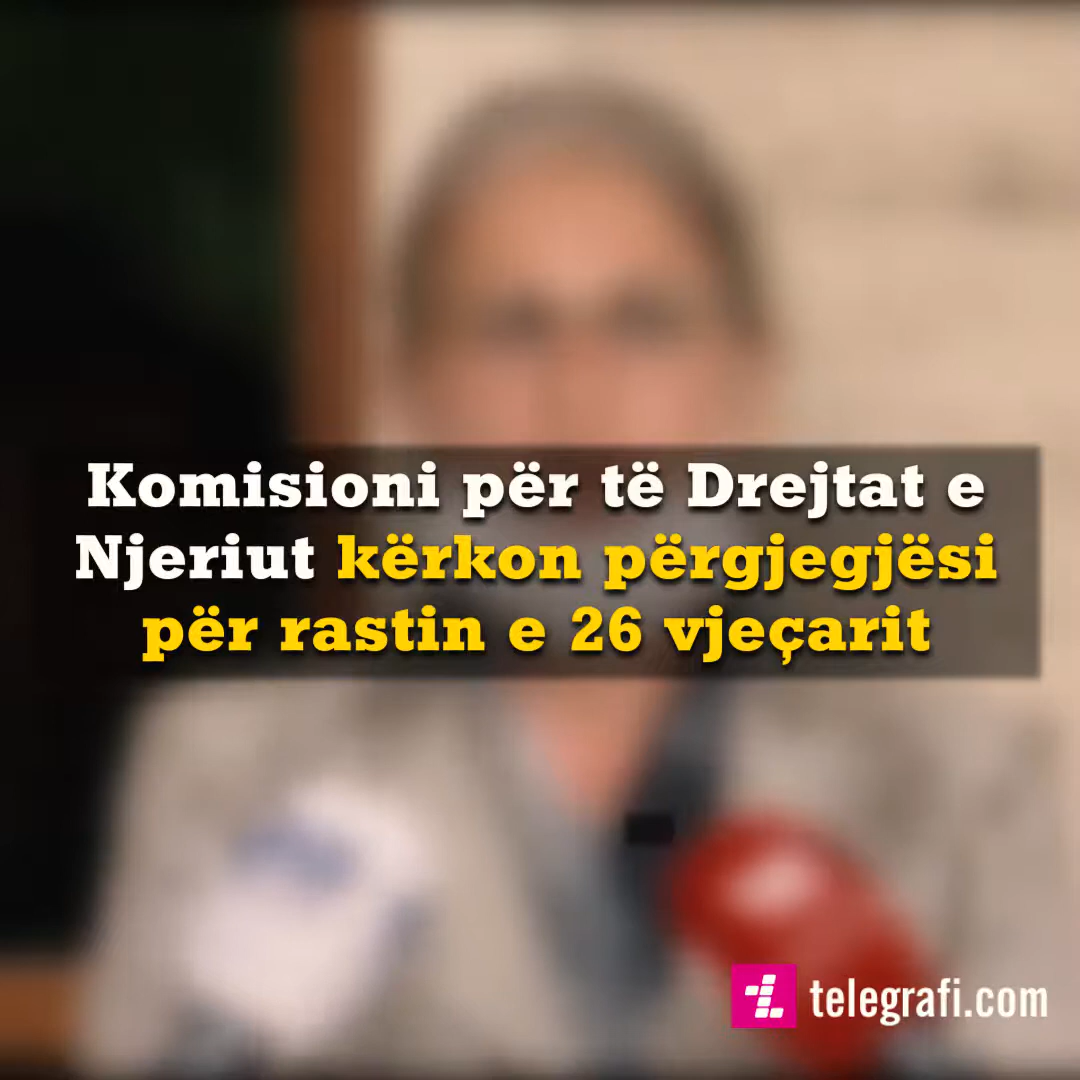 Komisioni për të Drejtat e
Njeriut kërkon përgjegjësi
për rastin e 26 vjeçarit
telegrafi.com